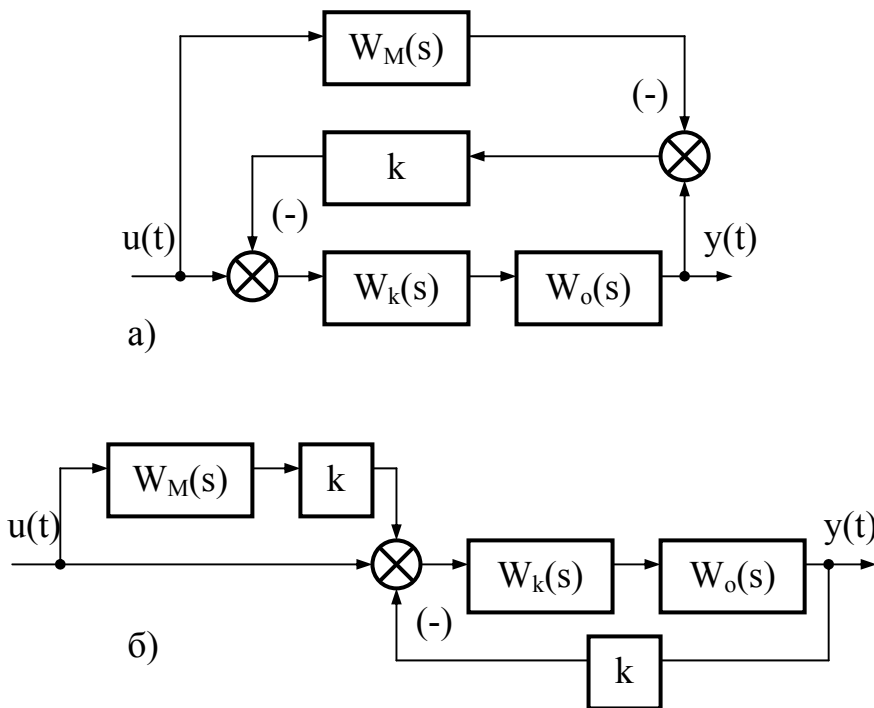 W_M(s)
(-)
k
(-)
u(t)
y(t)
W_k(s)
W_o(s)
а)
W_M(s)
k
u(t)
y(t)
W_k(s)
W_o(s)
(-)
б)
k